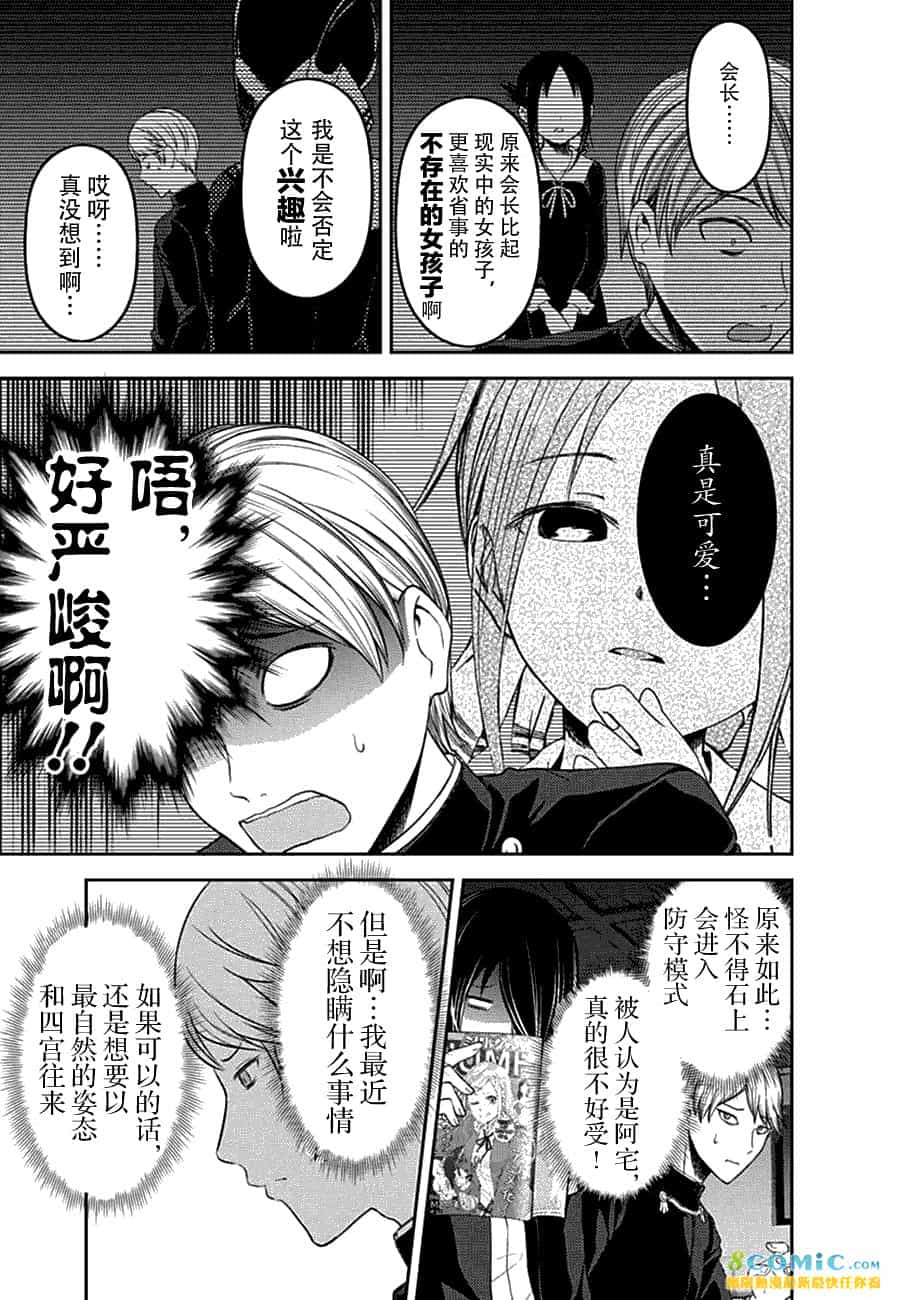 会长……
原来会长比起
现实中的女孩子，
更喜欢省事的
不存在的女孩子
啊
我是不会否定
这个兴趣啦
哎呀……
真没想到啊…
真是可爱…
唔，
好严峻啊!!
原来如此…
怪不得石上
会进入
防守模式
被人认为是阿宅，
真的很不好受！
但是啊…我最近
不想隐瞒什么事情
如果可以的话，
还是想要以
最自然的姿态
和四宫往来
COMIC.com